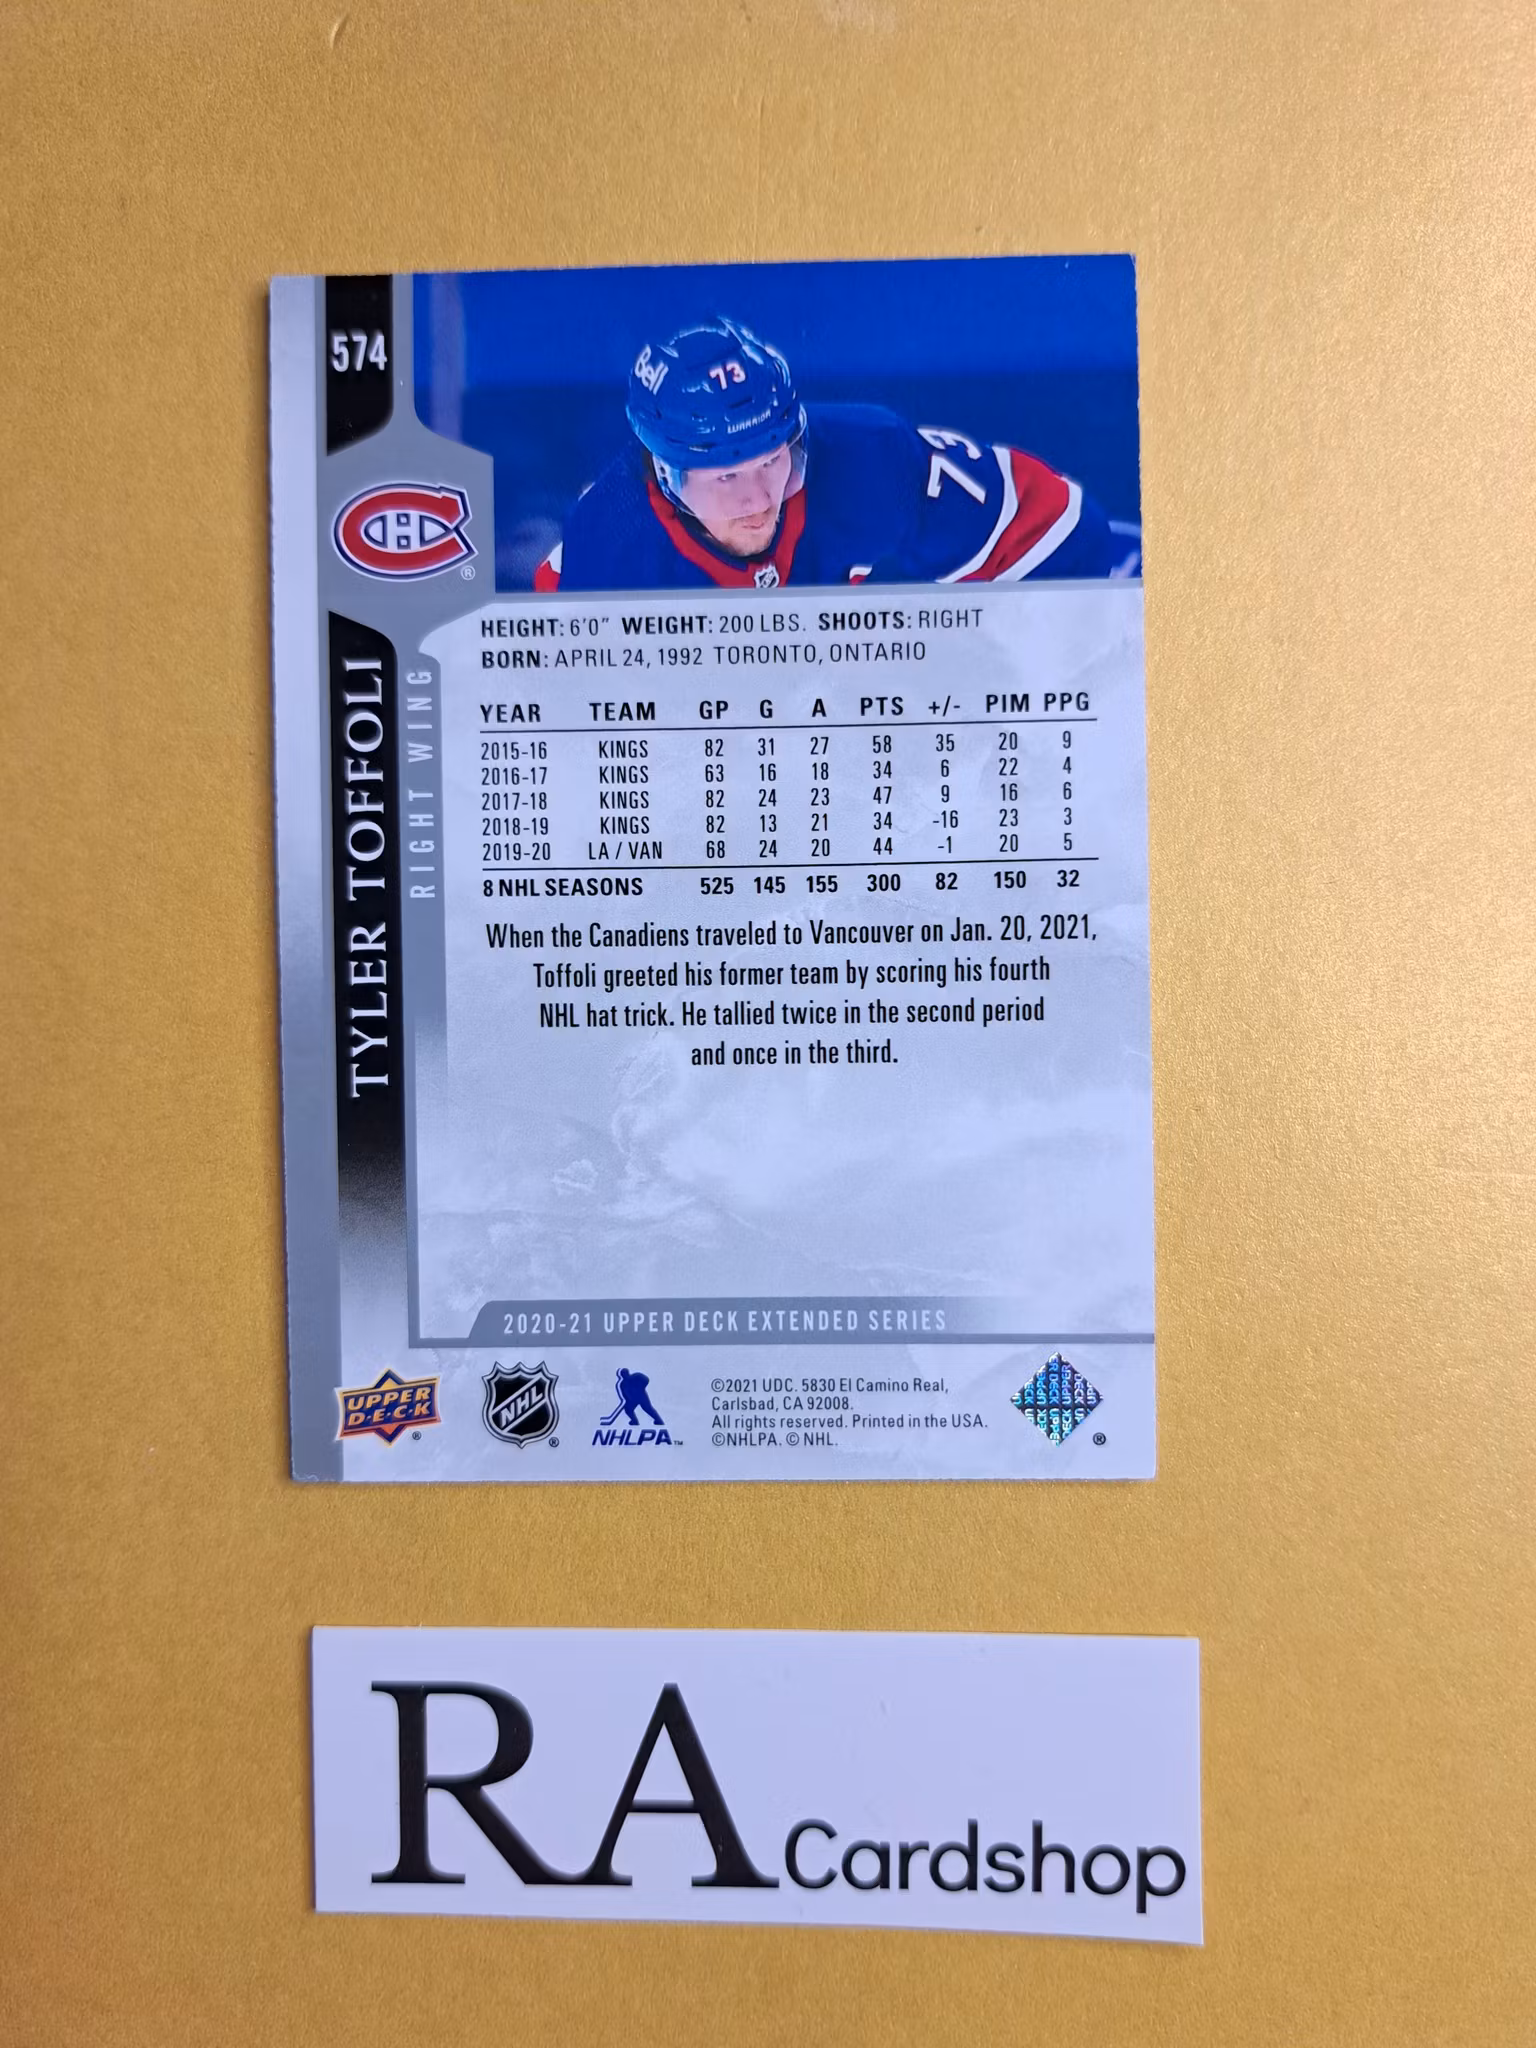 574
Bell
73
WARRIOR
73
TYLER TOFFOLI
RIGHT WING
HEIGHT: 6'0" WEIGHT: 200 LBS. SHOOTS: RIGHT
BORN: APRIL 24, 1992 TORONTO, ONTARIO
YEAR TEAM GP G A PTS +/- PIM PPG
2015-16 KINGS 82 31 27 58 35 20 9
2016-17 KINGS 63 16 18 34 6 22 4
2017-18 KINGS 82 24 23 47 9 16 6
2018-19 KINGS 82 13 21 34 -16 23 3
2019-20 LA / VAN 68 24 20 44 -1 20 5
8 NHL SEASONS 525 145 155 300 82 150 32
When the Canadiens traveled to Vancouver on Jan. 20, 2021,
Toffoli greeted his former team by scoring his fourth
NHL hat trick. He tallied twice in the second period
and once in the third.
2020-21 UPPER DECK EXTENDED SERIES
UPPER
D·E·C·K ®
NHL ®
NHLPA™
©2021 UDC. 5830 El Camino Real,
Carlsbad, CA 92008.
All rights reserved. Printed in the USA.
©NHLPA. © NHL.
®
RA Cardshop